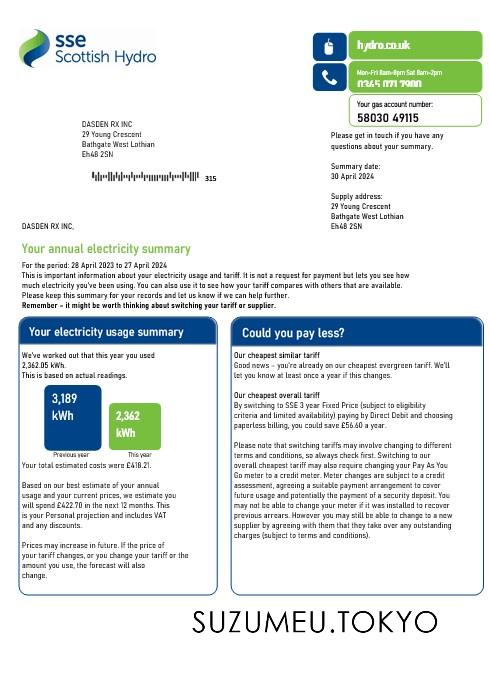 sse
Scottish Hydro
hydro.co.uk
Mon-Fri 8am-8pm Sat 8am-2pm
0345 071 7900
Your gas account number:
58030 49115
DASDEN RX INC
29 Young Crescent
Bathgate West Lothian
Eh48 2SN
315
Please get in touch if you have any
questions about your summary.
Summary date:
30 April 2024
Supply address:
29 Young Crescent
Bathgate West Lothian
Eh48 2SN
DASDEN RX INC,
Your annual electricity summary
For the period: 28 April 2023 to 27 April 2024
This is important information about your electricity usage and tariff. It is not a request for payment but lets you see how
much electricity you've been using. You can also use it to see how your tariff compares with others that are available.
Please keep this summary for your records and let us know if we can help further.
Remember – it might be worth thinking about switching your tariff or supplier.
Your electricity usage summary
We've worked out that this year you used
2,362.05 kWh.
This is based on actual readings.
3,189
kWh
2,362
kWh
Previous year
This year
Your total estimated costs were £418.21.
Based on our best estimate of your annual
usage and your current prices, we estimate you
will spend £422.70 in the next 12 months. This
is your Personal projection and includes VAT
and any discounts.
Prices may increase in future. If the price of
your tariff changes, or you change your tariff or the
amount you use, the forecast will also
change.
Could you pay less?
Our cheapest similar tariff
Good news – you're already on our cheapest evergreen tariff. We'll
let you know at least once a year if this changes.
Our cheapest overall tariff
By switching to SSE 3 year Fixed Price (subject to eligibility
criteria and limited availability) paying by Direct Debit and choosing
paperless billing, you could save £56.60 a year.
Please note that switching tariffs may involve changing to different
terms and conditions, so always check first. Switching to our
overall cheapest tariff may also require changing your Pay As You
Go meter to a credit meter. Meter changes are subject to a credit
assessment, agreeing a suitable payment arrangement to cover
future usage and potentially the payment of a security deposit. You
may not be able to change your meter if it was installed to recover
previous arrears. However you may still be able to change to a new
supplier by agreeing with them that they take over any outstanding
charges (subject to terms and conditions).
SUZUMEU.TOKYO